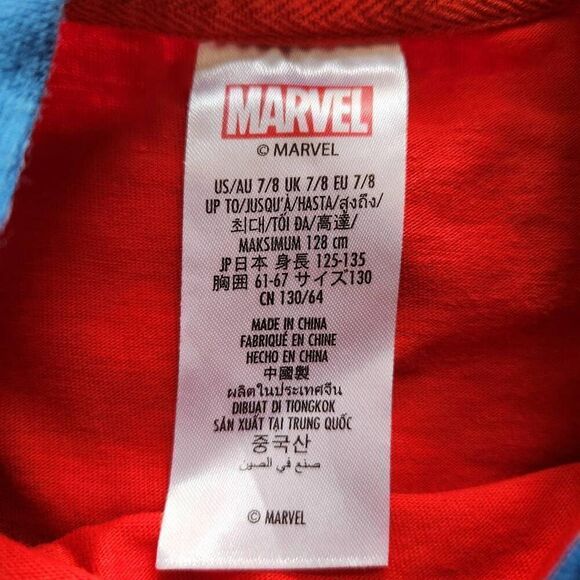 MARVEL
© MARVEL
US/AU 7/8 UK 7/8 EU 7/8
UP TO/JUSQU'À/HASTA/สูงถึง/
최대/TỐI ĐA/高達/
MAKSIMUM 128 cm
JP日本 身長 125-135
胸囲 61-67 サイズ130
CN 130/64
MADE IN CHINA
FABRIQUÉ EN CHINE
HECHO EN CHINA
中國製
ผลิตในประเทศจีน
DIBUAT DI TIONGKOK
SẢN XUẤT TẠI TRUNG QUỐC
중국산
صنع في الصين
© MARVEL